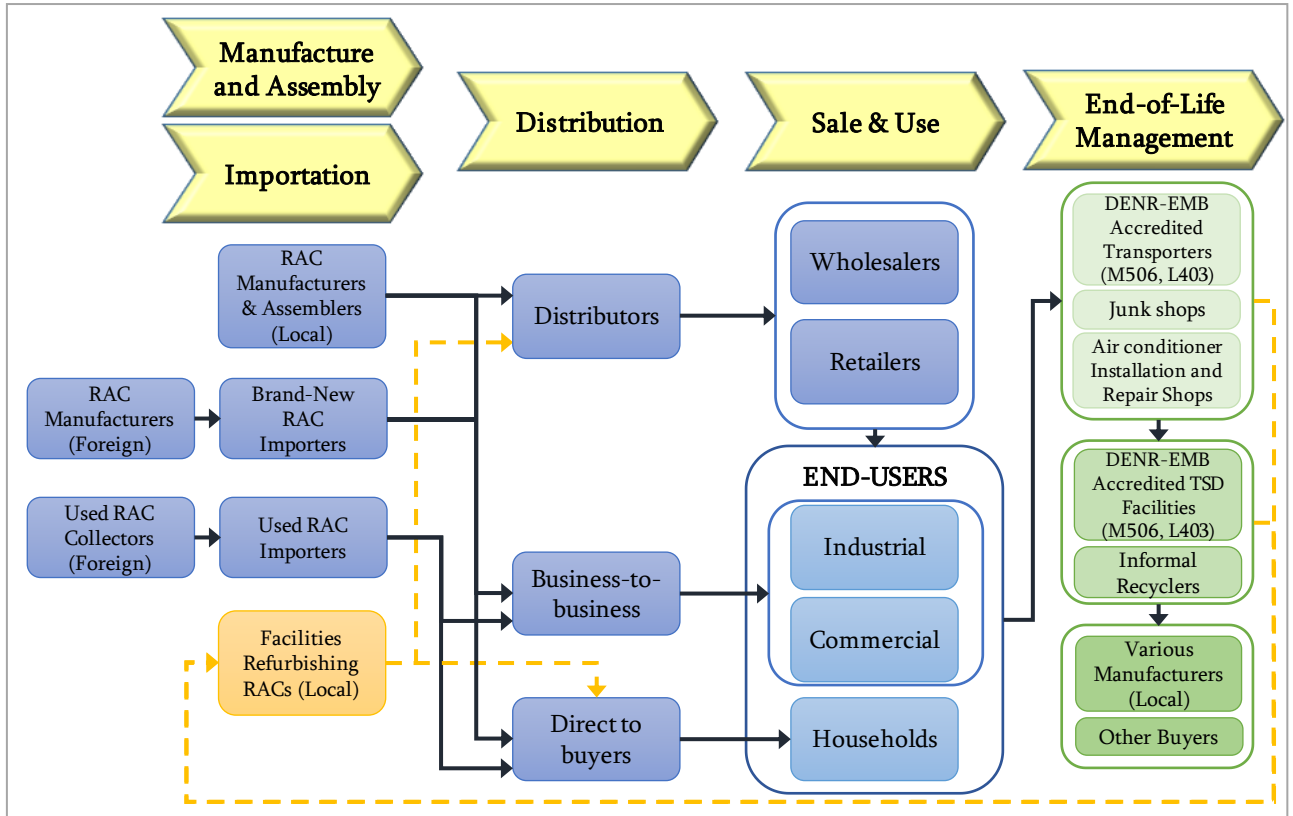 Manufacture
and Assembly
Importation
Distribution
Sale & Use
End-of-Life
Management
RAC
Manufacturers
& Assemblers
(Local)
RAC
Manufacturers
(Foreign)
Brand-New
RAC
Importers
Used RAC
Collectors
(Foreign)
Used RAC
Importers
Facilities
Refurbishing
RACs (Local)
Distributors
Business-to-
business
Direct to
buyers
Wholesalers
Retailers
END-USERS
Industrial
Commercial
Households
DENR-EMB
Accredited
Transporters
(M506, L403)
Junk shops
Air conditioner
Installation and
Repair Shops
DENR-EMB
Accredited TSD
Facilities
(M506, L403)
Informal
Recyclers
Various
Manufacturers
(Local)
Other Buyers